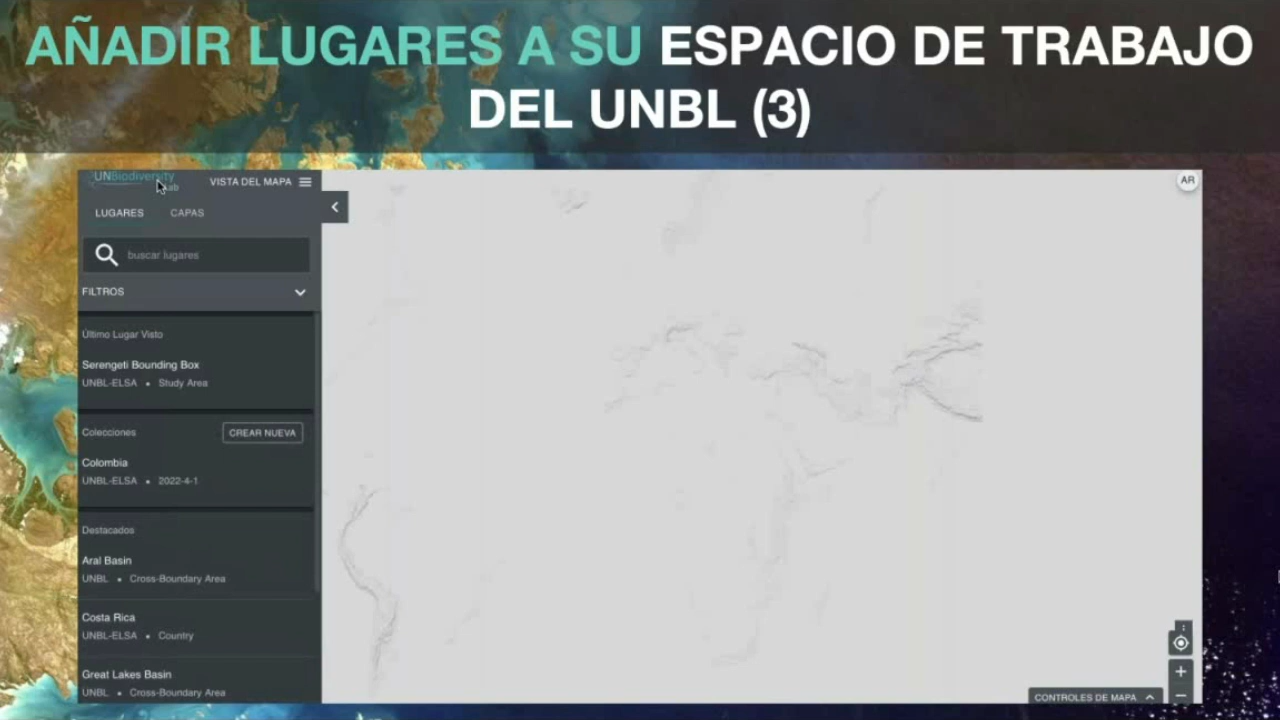 AÑADIR LUGARES A SU ESPACIO DE TRABAJO
DEL UNBL (3)
UNBiodiversity
Lab
VISTA DEL MAPA
AR
LUGARES CAPAS
buscar lugares
FILTROS
Último Lugar Visto
Serengeti Bounding Box
UNBL-ELSA • Study Area
Colecciones CREAR NUEVA
Colombia
UNBL-ELSA • 2022-4-1
Destacados
Aral Basin
UNBL • Cross-Boundary Area
Costa Rica
UNBL-ELSA • Country
Great Lakes Basin
UNBL • Cross-Boundary Area
CONTROLES DE MAPA